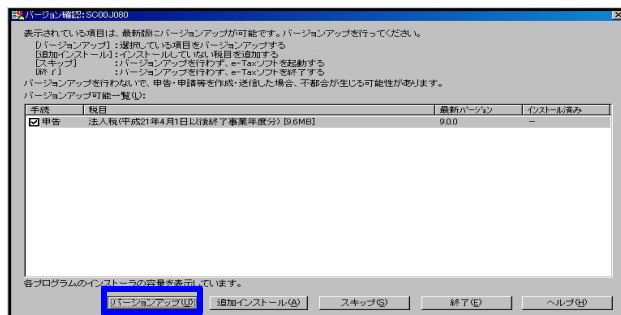 バージョン確認:SC00J080
表示されている項目は、最新版にバージョンアップが可能です。バージョンアップを行ってください。
[バージョンアップ]:選択している項目をバージョンアップする
[追加インストール]:インストールしていない税目を追加する
[スキップ] :バージョンアップを行わず、e-Taxソフトを起動する
[終了] :バージョンアップを行わず、e-Taxソフトを終了する
バージョンアップを行わないで、申告・申請等を作成・送信した場合、不都合が生じる可能性があります。
バージョンアップ可能一覧(L):
手続 税目 最新バージョン インストール済み
申告 法人税(平成21年4月1日以後終了事業年度分) [9.6MB] 9.0.0 −
各プログラムのインストーラの容量を表示しています。
バージョンアップ(U) 追加インストール(A) スキップ(S) 終了(E) ヘルプ(H)